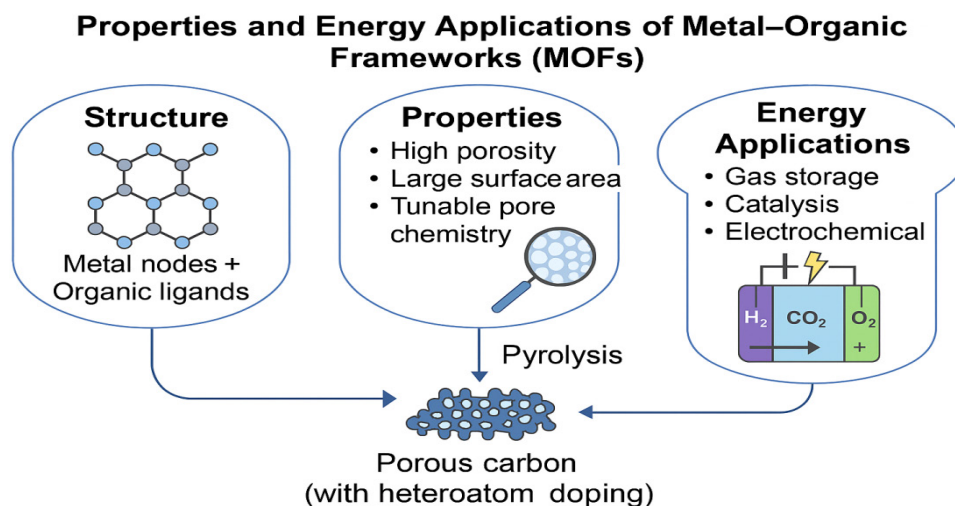 Properties and Energy Applications of Metal–Organic
Frameworks (MOFs)
Structure
Metal nodes +
Organic ligands
Properties
• High porosity
• Large surface area
• Tunable pore
chemistry
Energy
Applications
• Gas storage
• Catalysis
• Electrochemical
H₂
CO₂
O₂
+
Pyrolysis
Porous carbon
(with heteroatom doping)